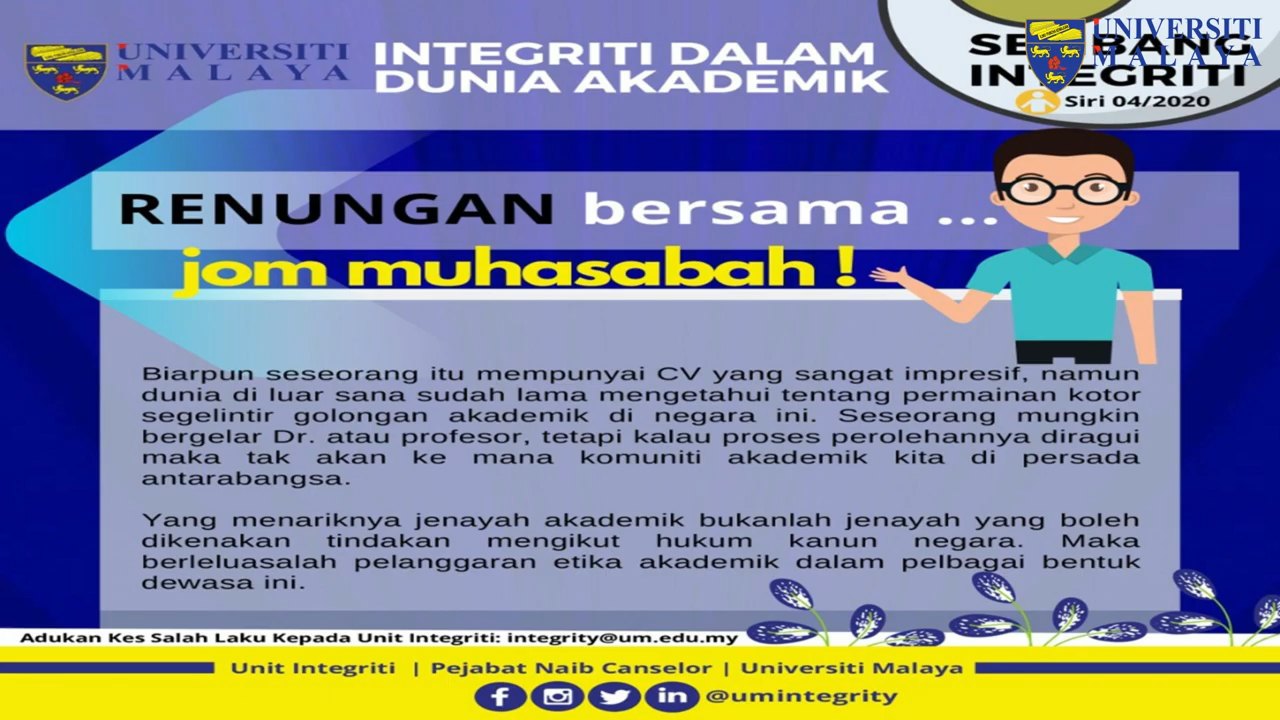 UNIVERSITI
MALAYA
INTEGRITI DALAM
DUNIA AKADEMIK
UNIVERSITI
MALAYA
INTEGRITI
Siri 04/2020
RENUNGAN bersama ...
jom muhasabah !
Biarpun seseorang itu mempunyai CV yang sangat impresif, namun
dunia di luar sana sudah lama mengetahui tentang permainan kotor
segelintir golongan akademik di negara ini. Seseorang mungkin
bergelar Dr. atau profesor, tetapi kalau proses perolehannya diragui
maka tak akan ke mana komuniti akademik kita di persada
antarabangsa.
Yang menariknya jenayah akademik bukanlah jenayah yang boleh
dikenakan tindakan mengikut hukum kanun negara. Maka
berleluasalah pelanggaran etika akademik dalam pelbagai bentuk
dewasa ini.
Adukan Kes Salah Laku Kepada Unit Integriti: integrity@um.edu.my
Unit Integriti | Pejabat Naib Canselor | Universiti Malaya
@umintegrity